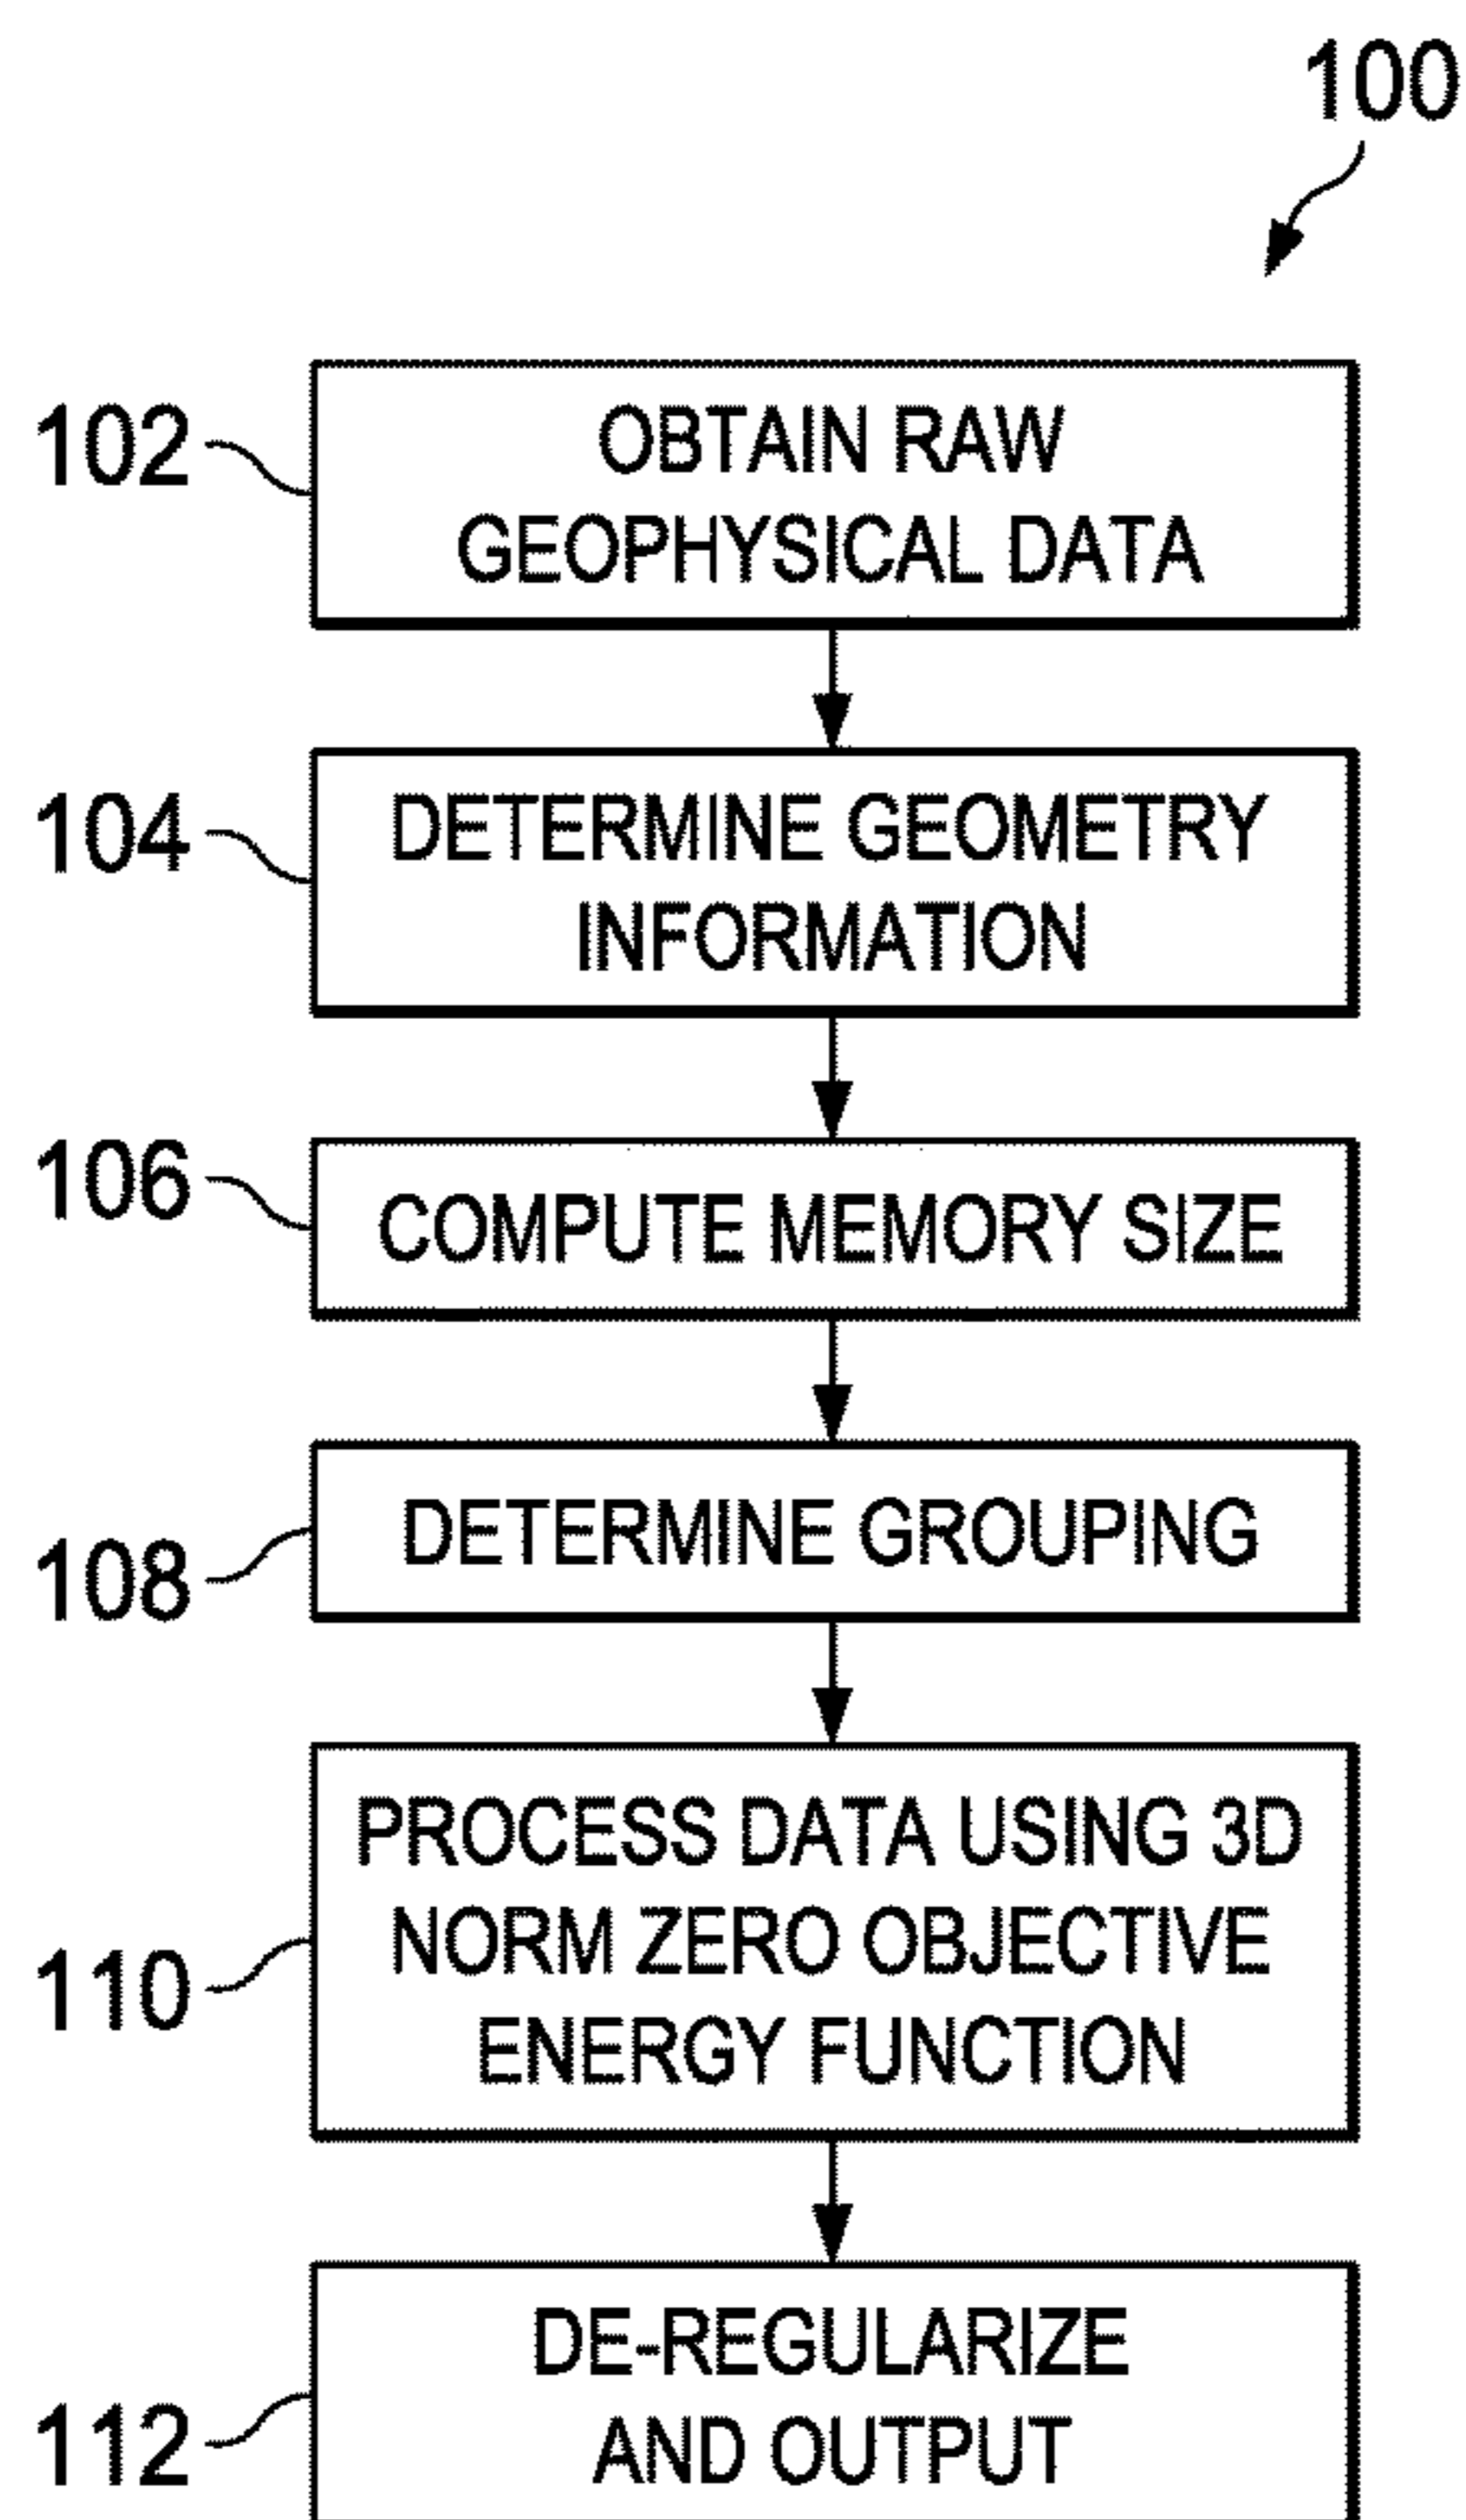 100
102
OBTAIN RAW
GEOPHYSICAL DATA
104
DETERMINE GEOMETRY
INFORMATION
106
COMPUTE MEMORY SIZE
108
DETERMINE GROUPING
110
PROCESS DATA USING 3D
NORM ZERO OBJECTIVE
ENERGY FUNCTION
112
DE-REGULARIZE
AND OUTPUT